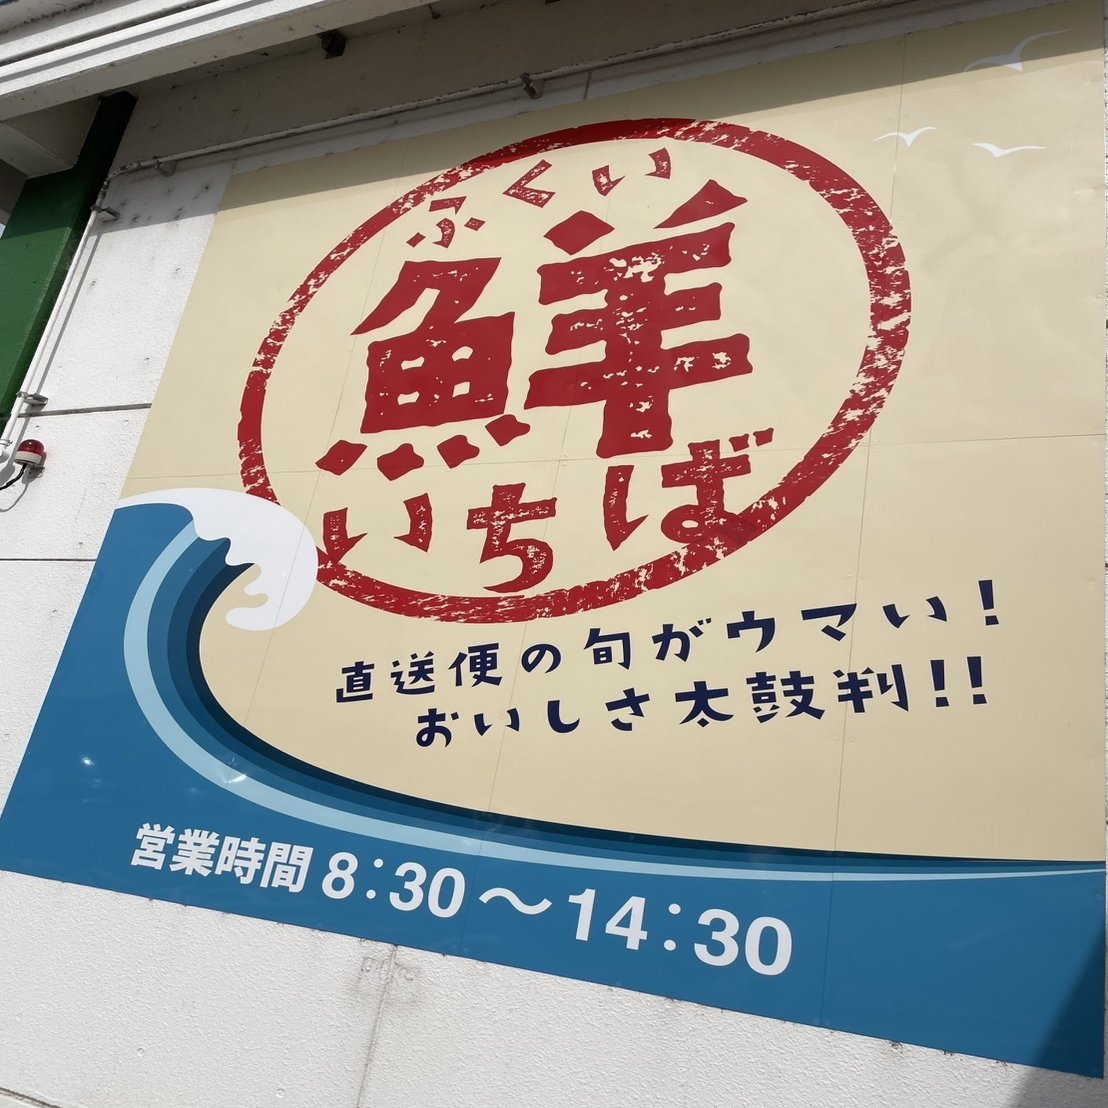 ふくい
鮮
いちば
直送便の旬がウマい!
おいしさ太鼓判!!
営業時間 8:30～14:30